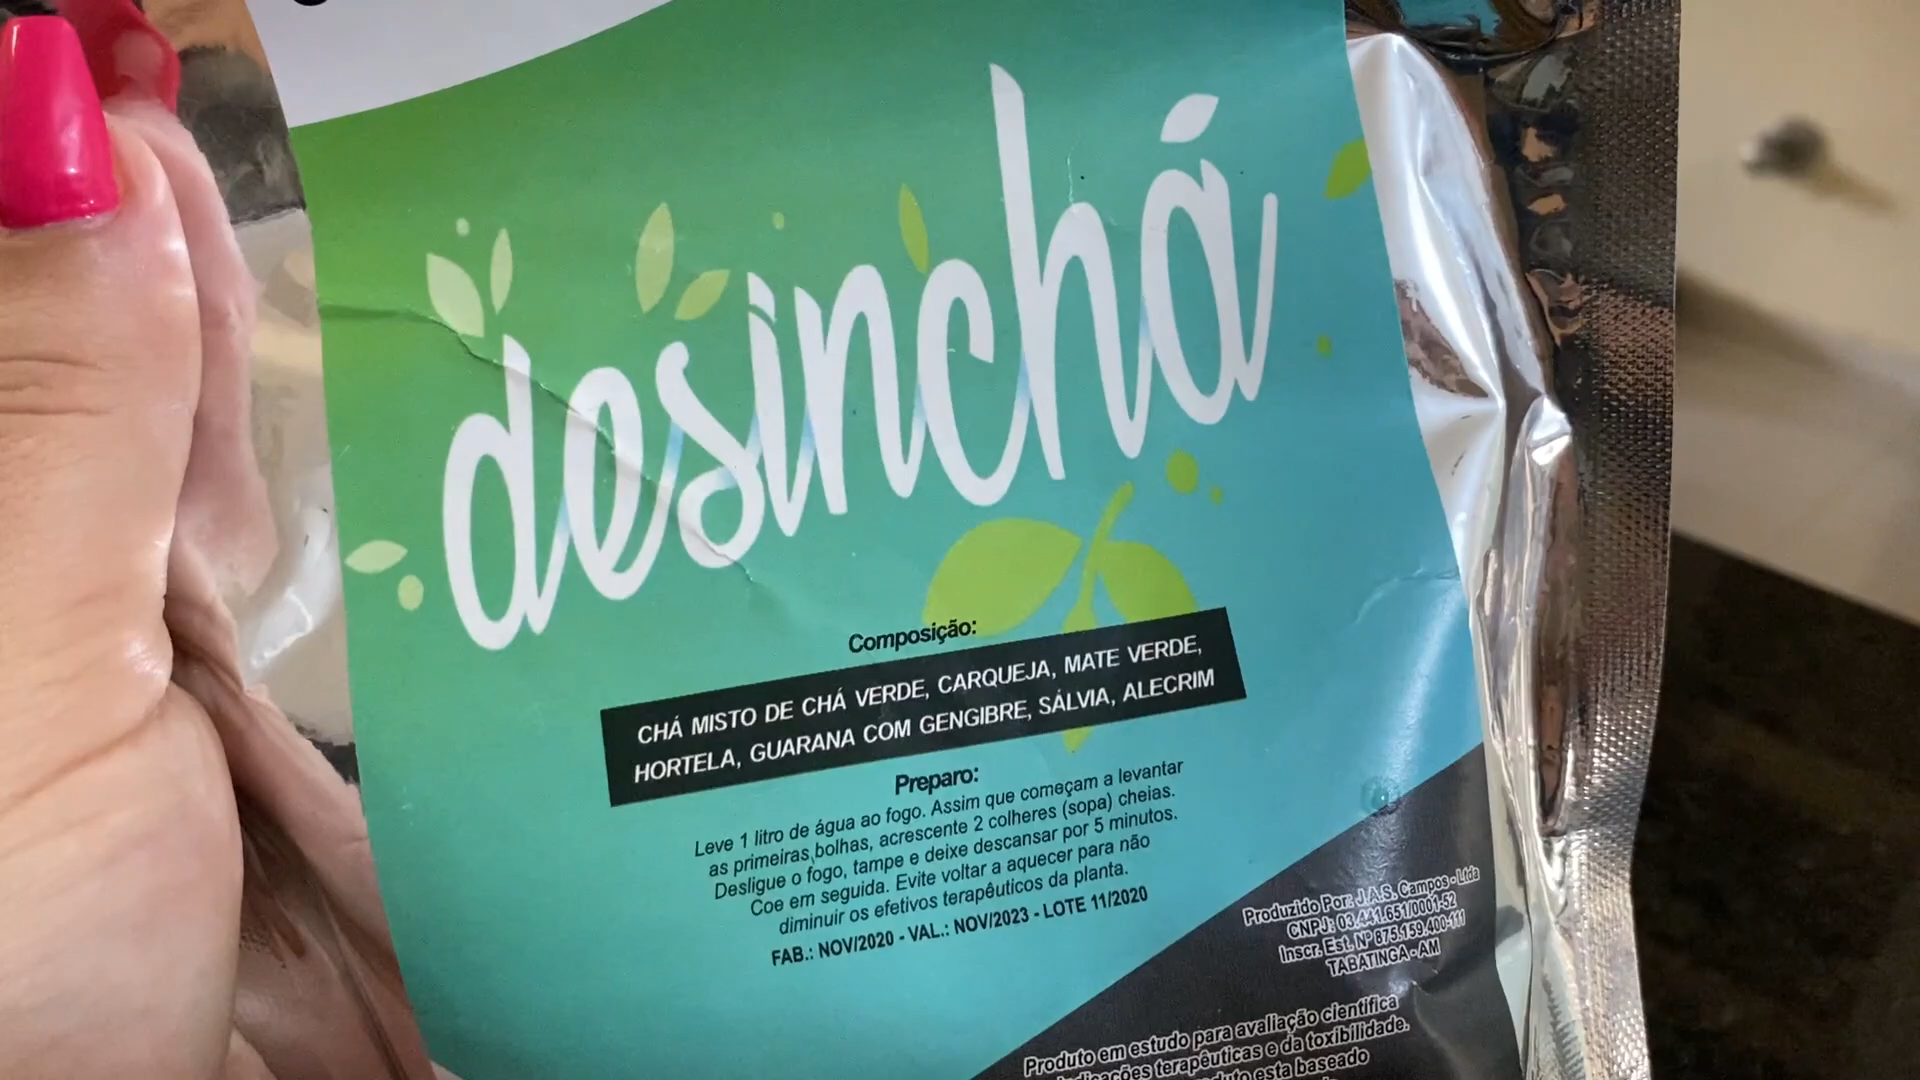 desinchá
Composição:
CHÁ MISTO DE CHÁ VERDE, CARQUEJA, MATE VERDE,
HORTELA, GUARANA COM GENGIBRE, SÁLVIA, ALECRIM
Preparo:
Leve 1 litro de água ao fogo. Assim que começam a levantar
as primeiras bolhas, acrescente 2 colheres (sopa) cheias.
Desligue o fogo, tampe e deixe descansar por 5 minutos.
Coe em seguida. Evite voltar a aquecer para não
diminuir os efetivos terapêuticos da planta.
FAB.: NOV/2020 - VAL.: NOV/2023 - LOTE 11/2020
Produzido Por: J.A.S. Campos - Ltda
CNPJ: 03.441.651/0001-52
Inscr. Est. Nº 875.159.400-111
TABATINGA - AM
Produto em estudo para avaliação cientifica
terapêuticas e da toxibilidade.
esta baseado